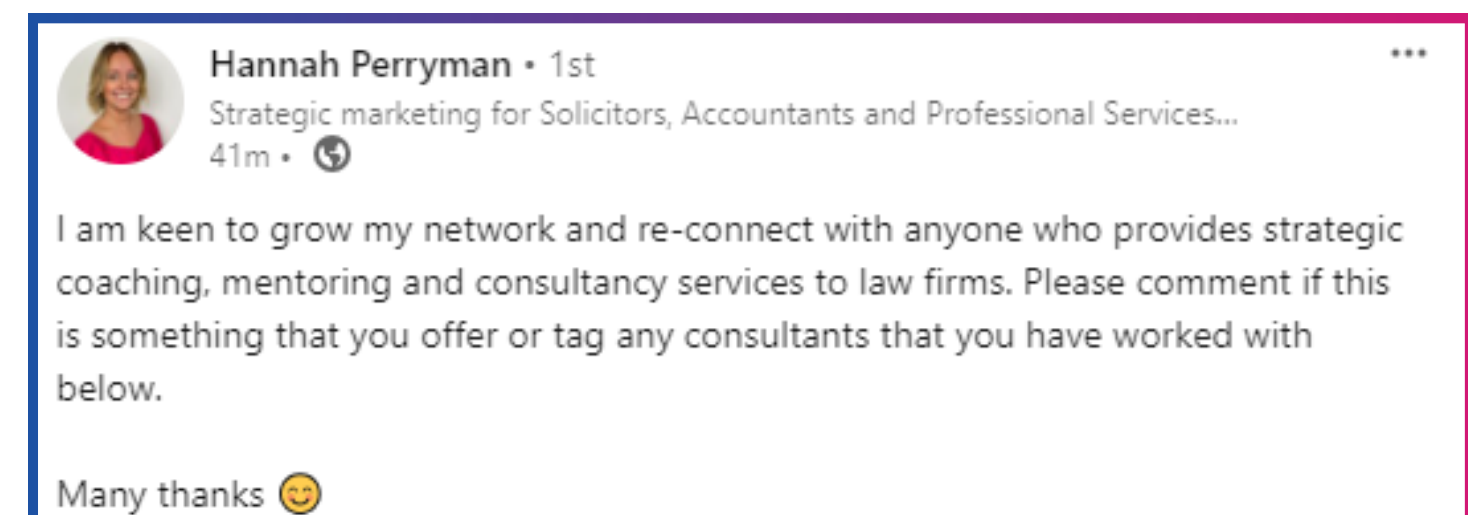 Hannah Perryman • 1st
Strategic marketing for Solicitors, Accountants and Professional Services...
41m •
I am keen to grow my network and re-connect with anyone who provides strategic
coaching, mentoring and consultancy services to law firms. Please comment if this
is something that you offer or tag any consultants that you have worked with
below.
Many thanks 😊